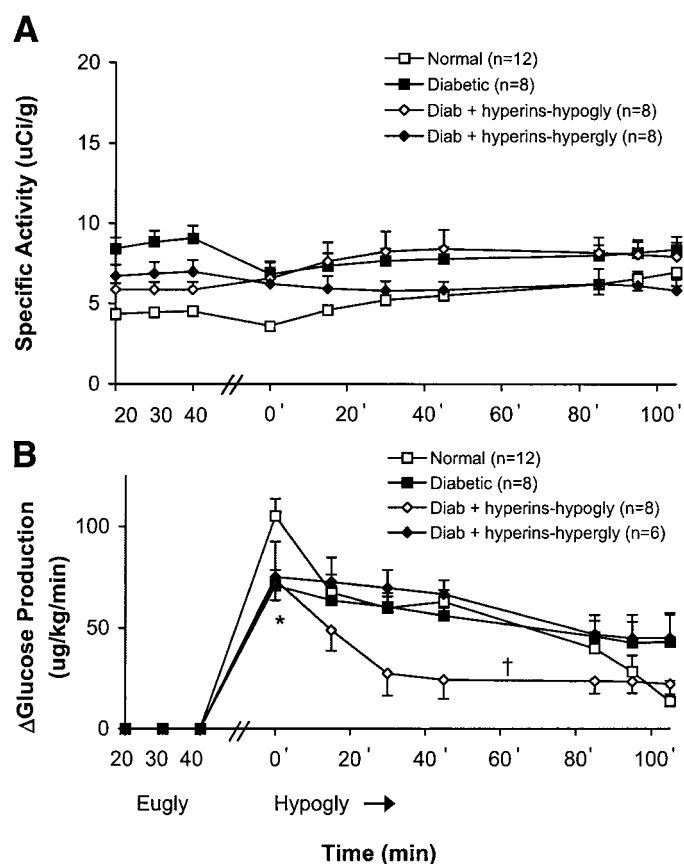 A
Specific Activity (uCi/g)
20
15
10
5
0
Normal (n=12)
Diabetic (n=8)
Diab + hyperins-hypogly (n=8)
Diab + hyperins-hypergly (n=8)
20 30 40 0' 20' 40' 60' 80' 100'
B
ΔGlucose Production
(ug/kg/min)
100
50
0
Normal (n=12)
Diabetic (n=8)
Diab + hyperins-hypogly (n=8)
Diab + hyperins-hypergly (n=6)
*
†
20 30 40 0' 20' 40' 60' 80' 100'
Eugly Hypogly
Time (min)